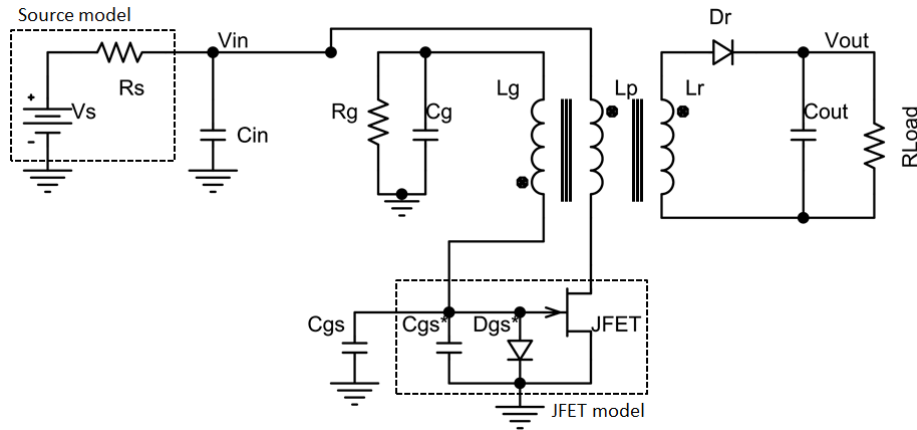 Source model
Dr
Vin
Vout
Rs
Lg
Lp
Lr
+
Vs
-
Rg
Cg
Cout
Cin
RLoad
Cgs
Cgs*
Dgs*
JFET
JFET model